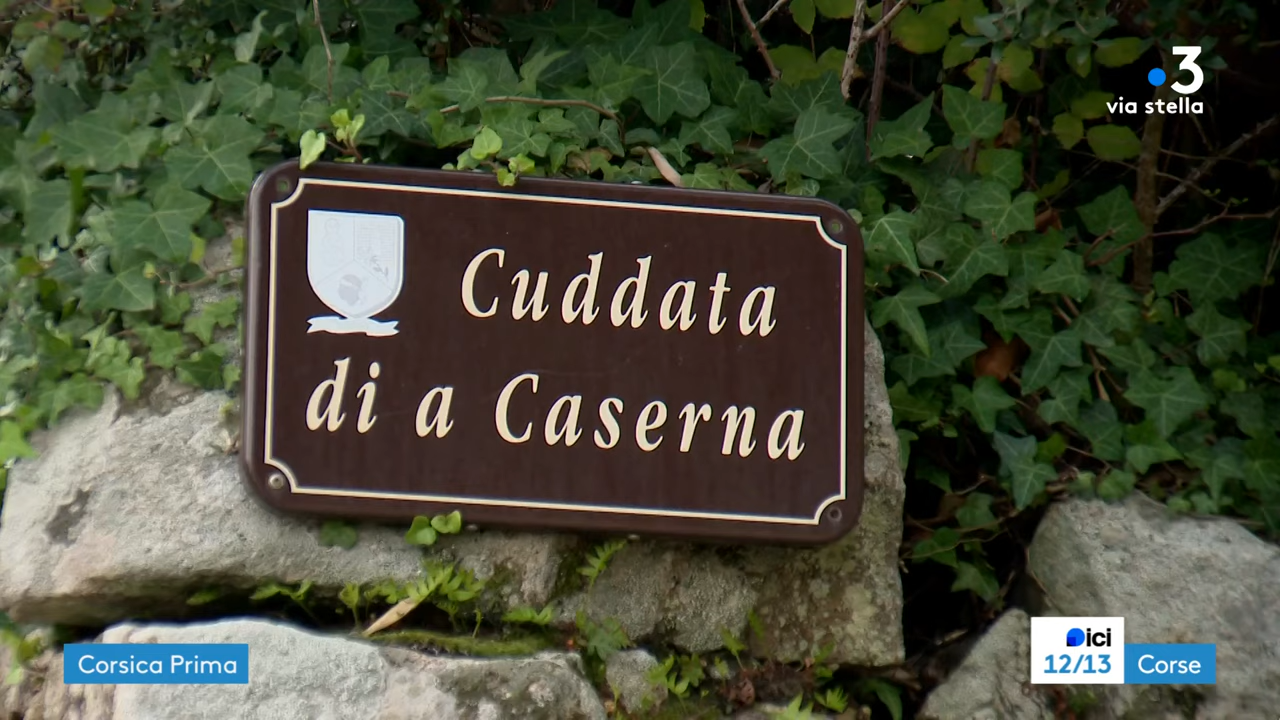 3
via stella
Cuddata
di a Caserna
Corsica Prima
ici
12/13 Corse